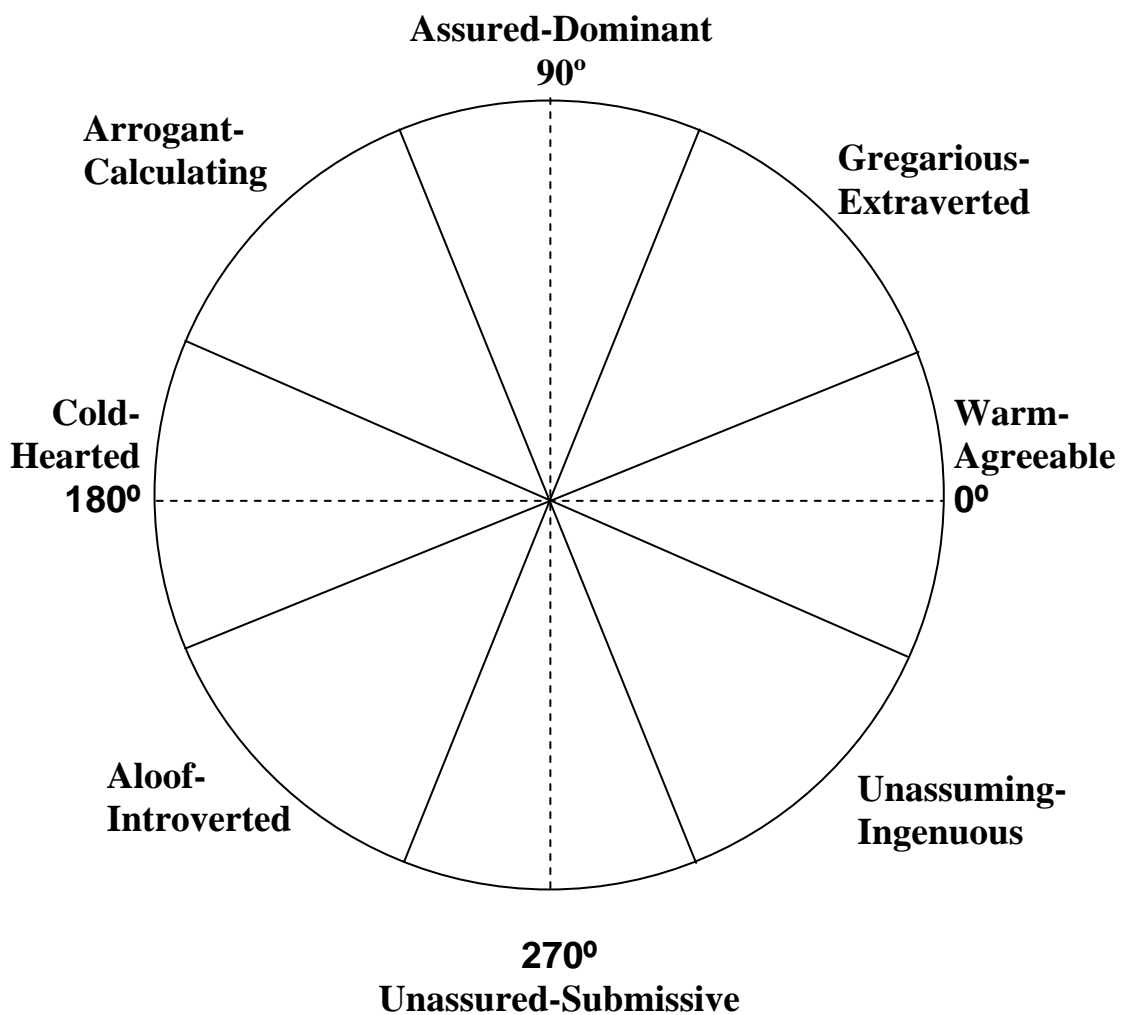 Assured-Dominant
90º
Arrogant-
Calculating
Gregarious-
Extraverted
Cold-
Hearted
180º
Warm-
Agreeable
0º
Aloof-
Introverted
Unassuming-
Ingenuous
270º
Unassured-Submissive